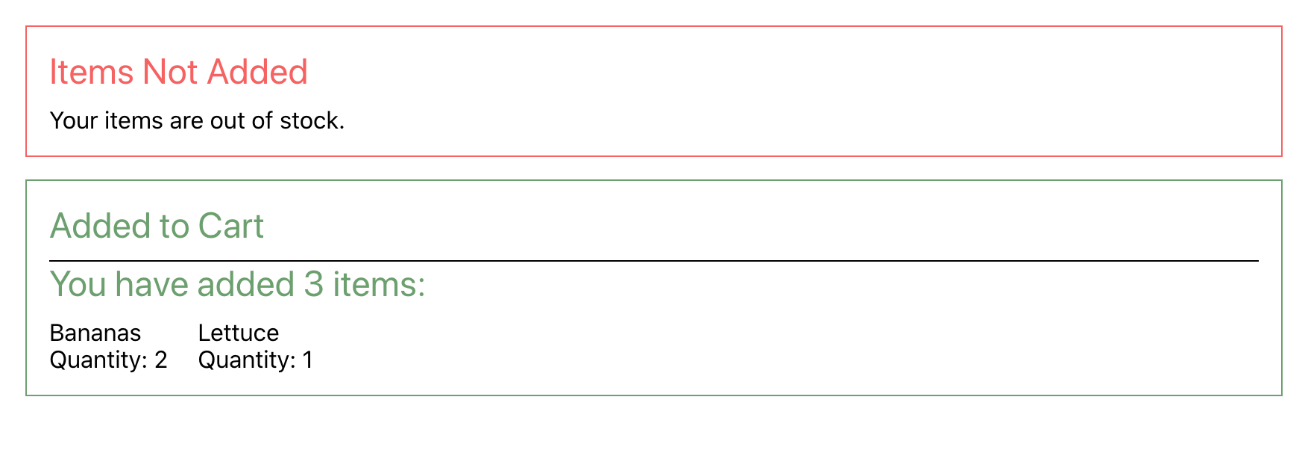 Items Not Added
Your items are out of stock.
Added to Cart
You have added 3 items:
Bananas Lettuce
Quantity: 2 Quantity: 1